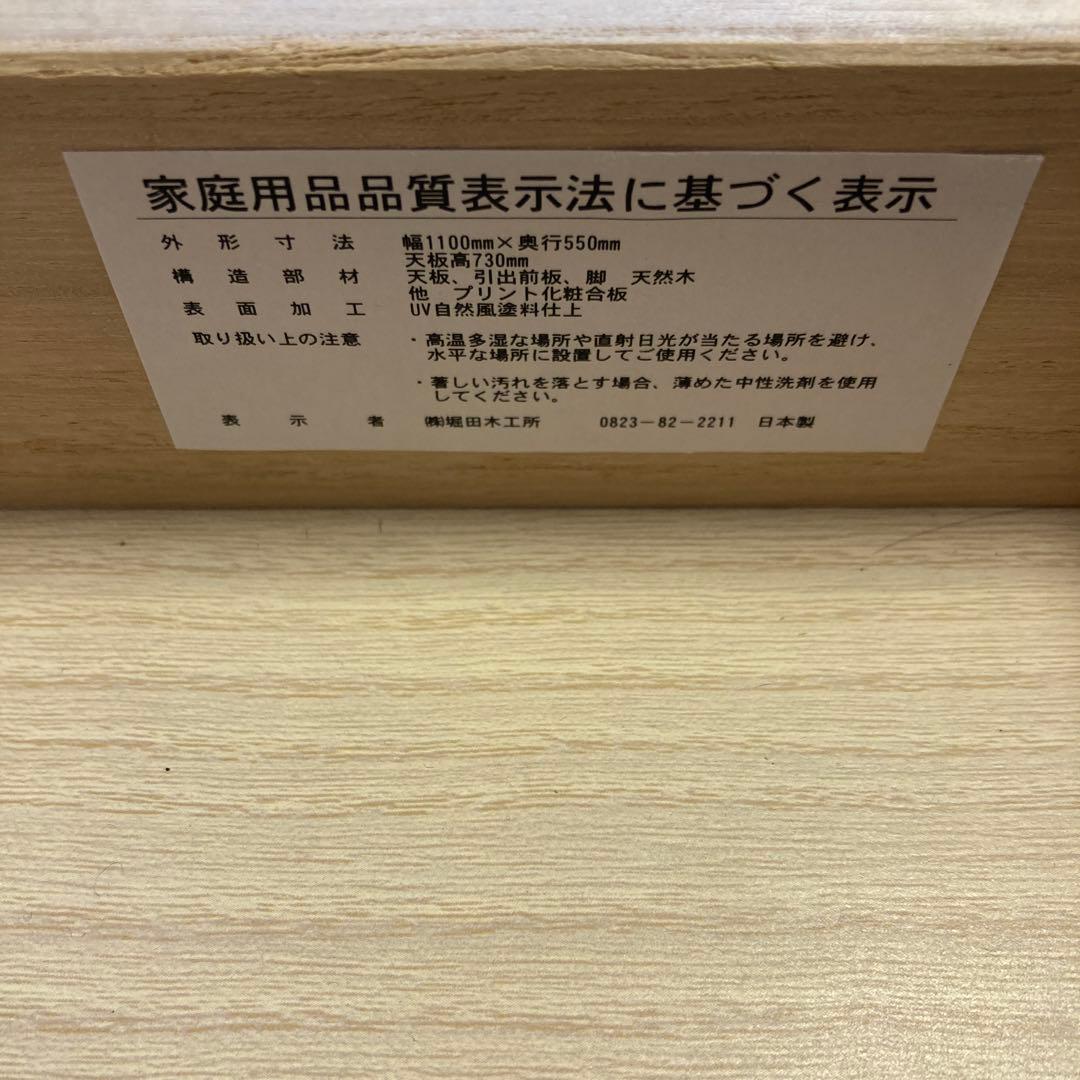 家庭用品品質表示法に基づく表示
外形寸法 幅1100mm×奥行550mm
天板高730mm
構造部材 天板、引出前板、脚 天然木
他 プリント化粧合板
表面加工 UV自然風塗料仕上
取り扱い上の注意 ・高温多湿な場所や直射日光が当たる場所を避け、
水平な場所に設置してご使用ください。
・著しい汚れを落とす場合、薄めた中性洗剤を使用
してください。
表示者 ㈱堀田木工所 0823-82-2211 日本製